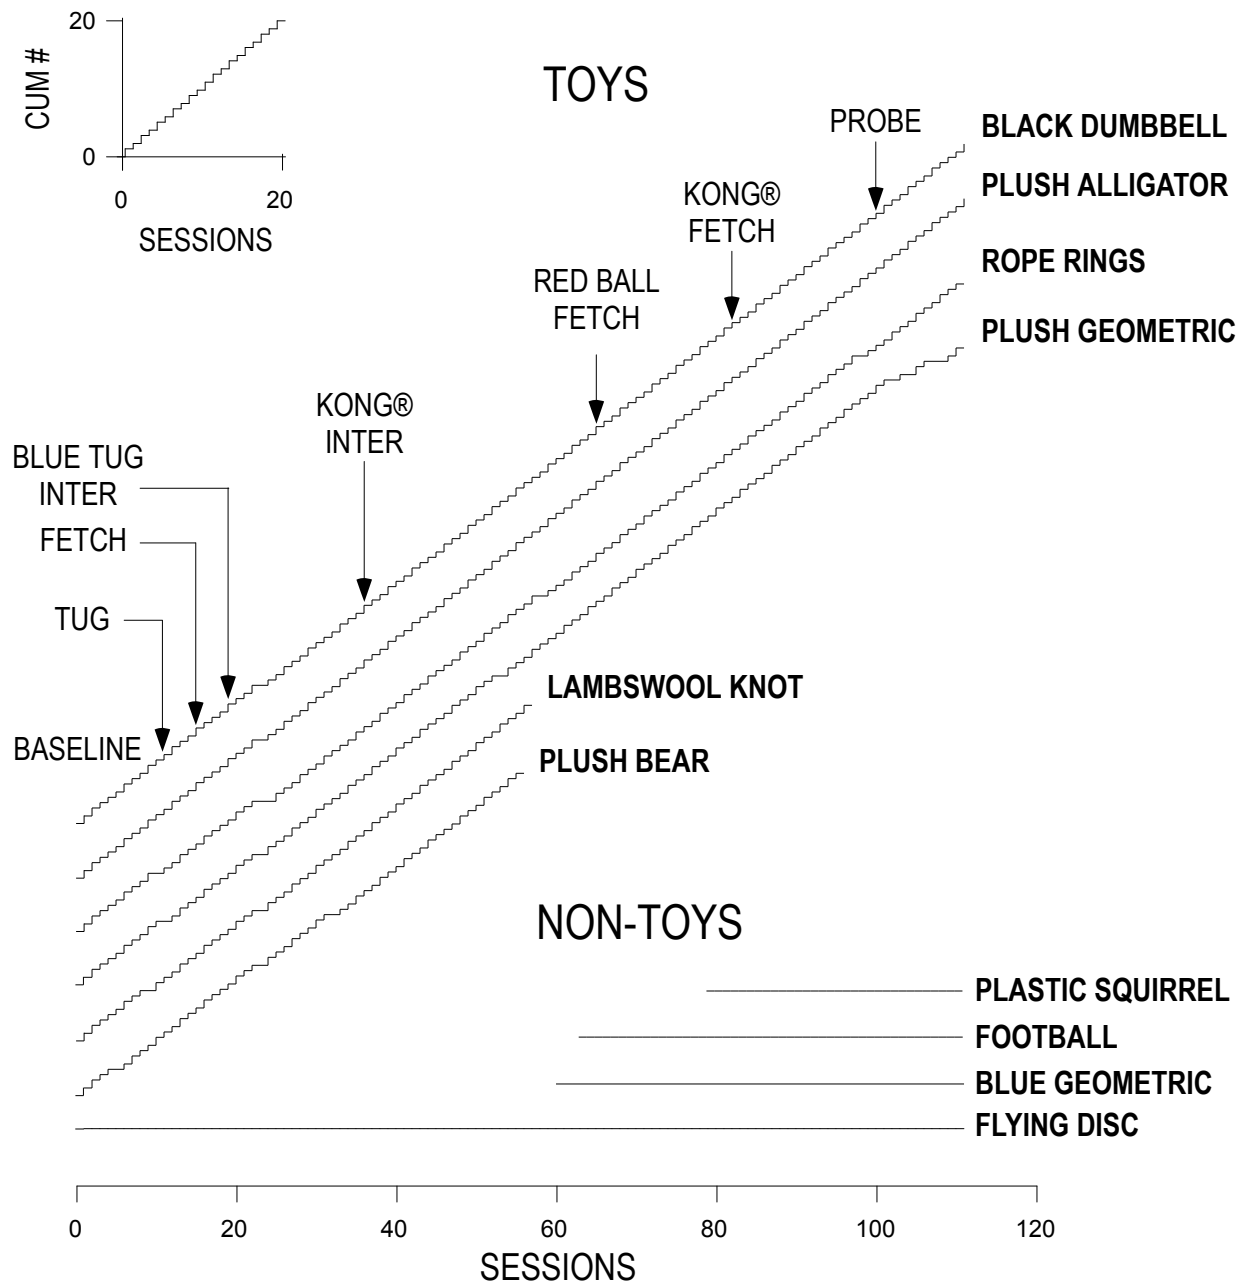 20
CUM #
0
0
20
SESSIONS
TOYS
PROBE
BLACK DUMBBELL
PLUSH ALLIGATOR
KONG®
FETCH
ROPE RINGS
RED BALL
FETCH
PLUSH GEOMETRIC
KONG®
INTER
BLUE TUG
INTER
FETCH
TUG
LAMBSWOOL KNOT
BASELINE
PLUSH BEAR
NON-TOYS
PLASTIC SQUIRREL
FOOTBALL
BLUE GEOMETRIC
FLYING DISC
0
20
40
60
80
100
120
SESSIONS